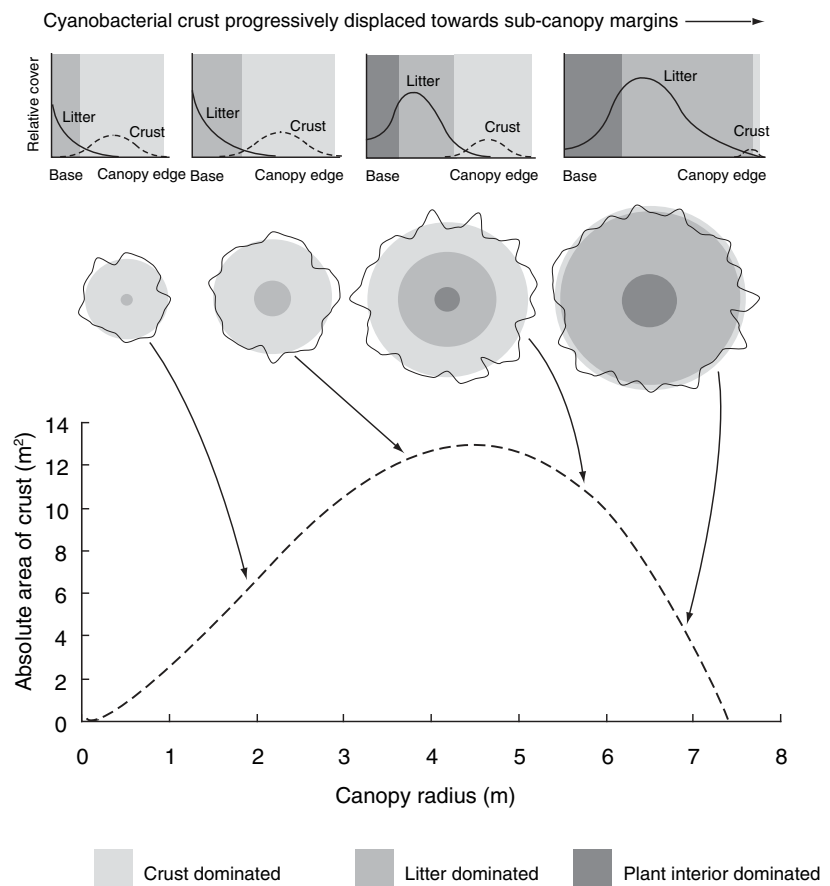 Cyanobacterial crust progressively displaced towards sub-canopy margins
Relative cover
Litter
Crust
Base
Canopy edge
Litter
Crust
Base
Canopy edge
Litter
Crust
Base
Canopy edge
Litter
Crust
Base
Canopy edge
Absolute area of crust (m²)
14
12
10
8
6
4
2
0
0 1 2 3 4 5 6 7 8
Canopy radius (m)
Crust dominated
Litter dominated
Plant interior dominated